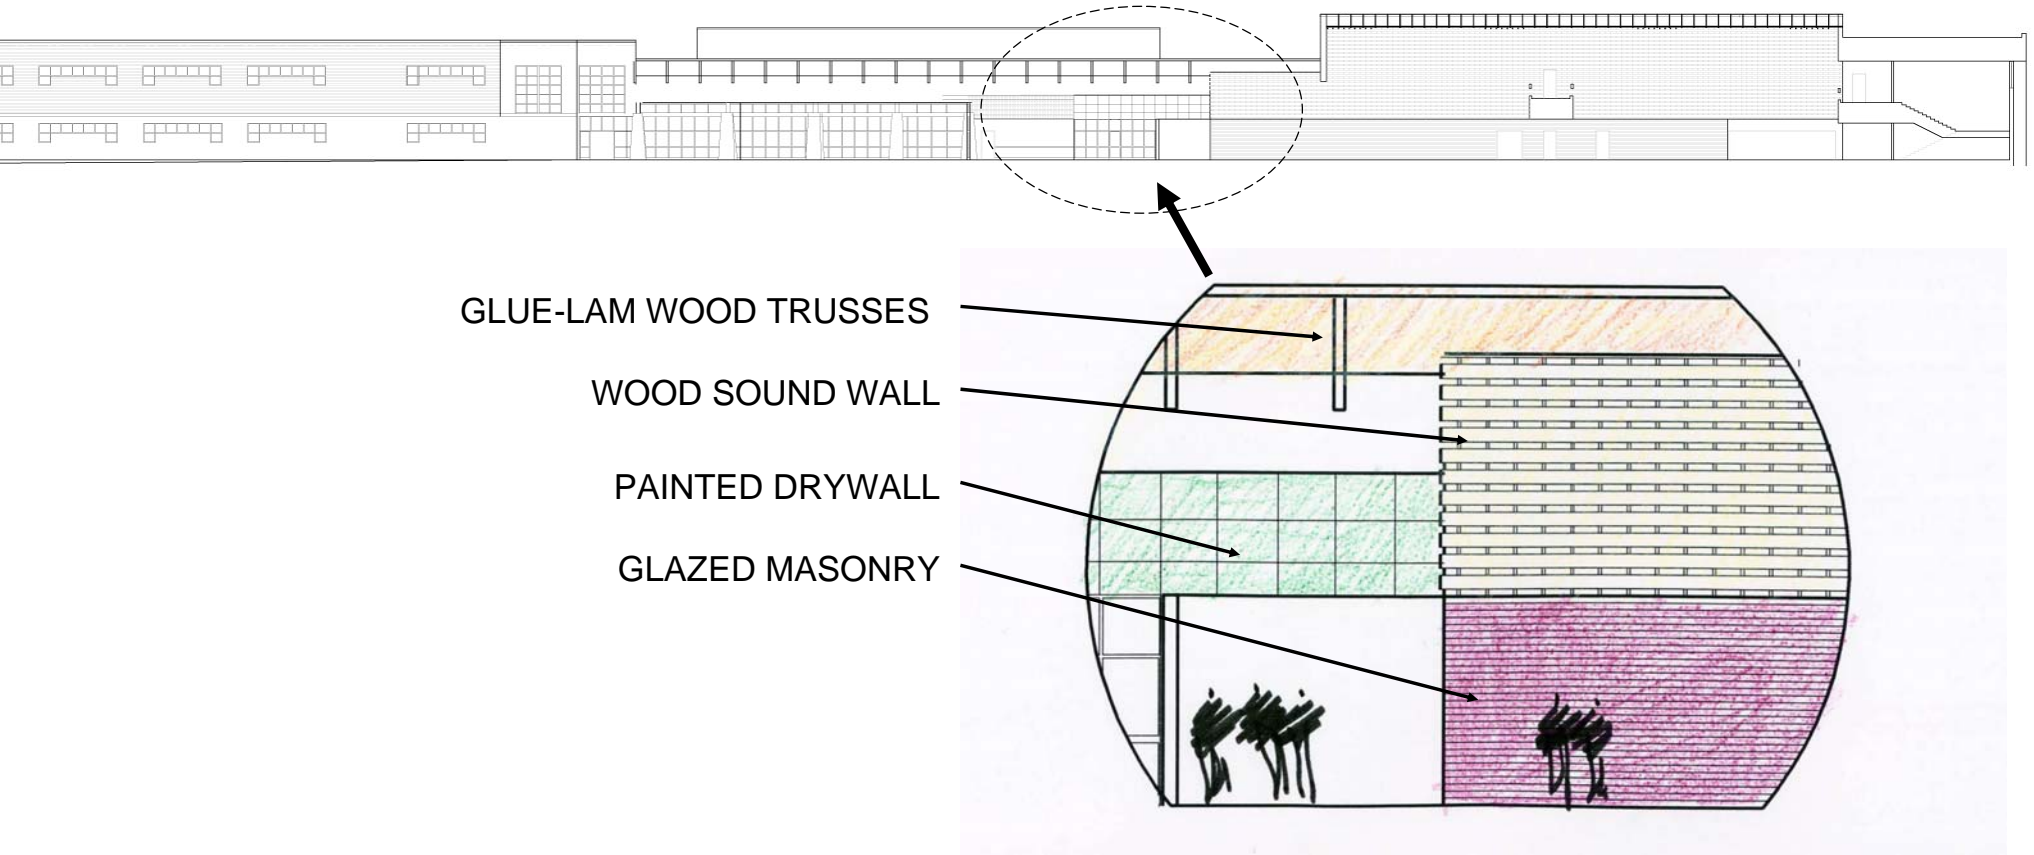 GLUE-LAM WOOD TRUSSES
WOOD SOUND WALL
PAINTED DRYWALL
GLAZED MASONRY